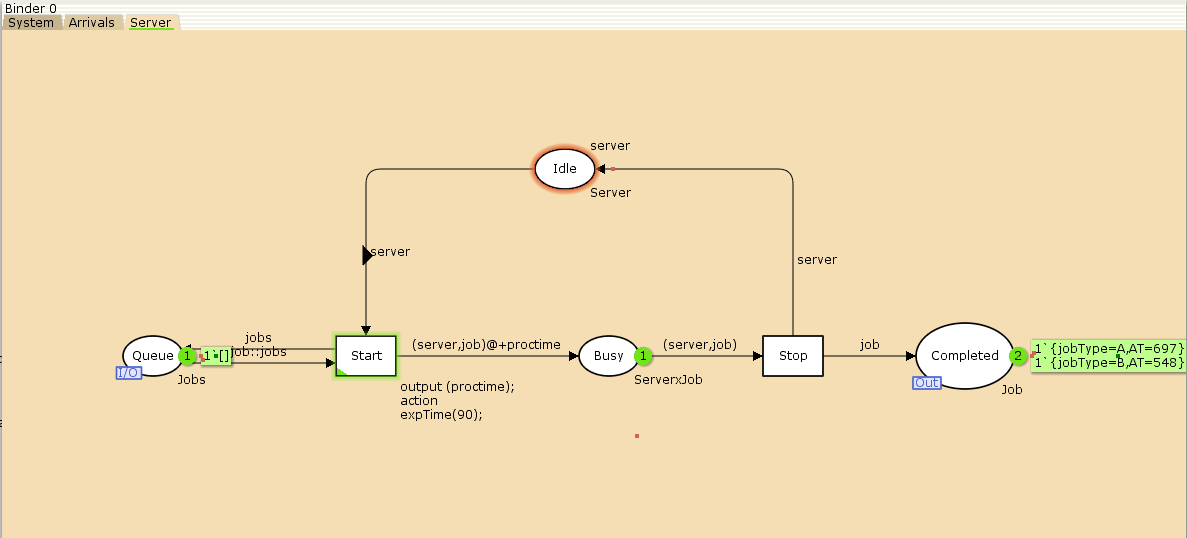 Binder 0
System Arrivals Server
server
Idle
Server
server
server
jobs
job::jobs
Queue 1 1`[]
I/O
Jobs
Start
(server,job)@+proctime
output (proctime);
action
expTime(90);
Busy 1
ServerxJob
(server,job)
Stop
job
Completed 2
Out
Job
1`{jobType=A,AT=697}
1`{jobType=B,AT=548}